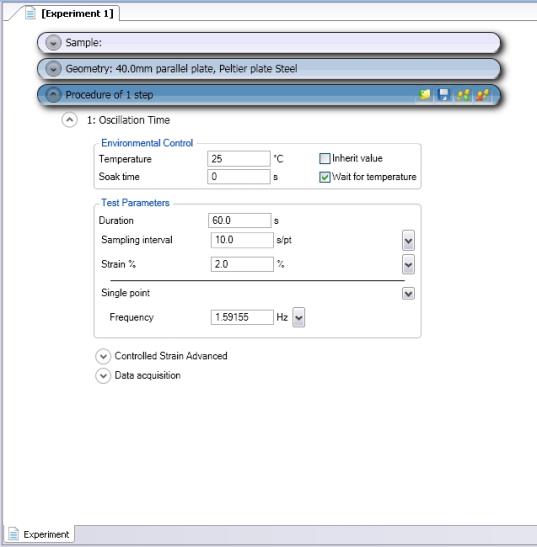 [Experiment 1]
Sample:
Geometry: 40.0mm parallel plate, Peltier plate Steel
Procedure of 1 step
1: Oscillation Time
Environmental Control
Temperature 25 °C Inherit value
Soak time 0 s Wait for temperature
Test Parameters
Duration 60.0 s
Sampling interval 10.0 s/pt
Strain % 2.0 %
Single point
Frequency 1.59155 Hz
Controlled Strain Advanced
Data acquisition
Experiment